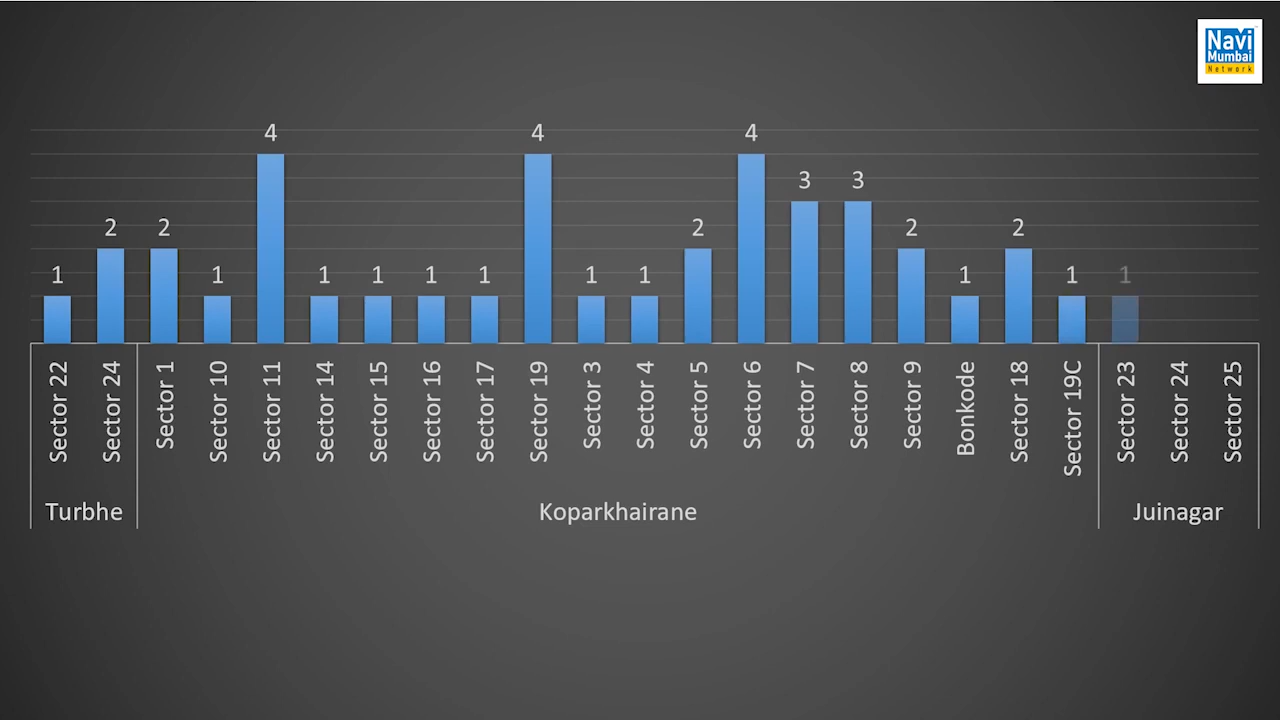 Navi
Mumbai
Network
4
4
4
3
3
2
2
2
2
2
1
1
1
1
1
1
1
1
1
1
1
Sector 22
Sector 24
Sector 1
Sector 10
Sector 11
Sector 14
Sector 15
Sector 16
Sector 17
Sector 19
Sector 3
Sector 4
Sector 5
Sector 6
Sector 7
Sector 8
Sector 9
Bonkode
Sector 18
Sector 19C
Sector 23
Sector 24
Sector 25
Turbhe
Koparkhairane
Juinagar